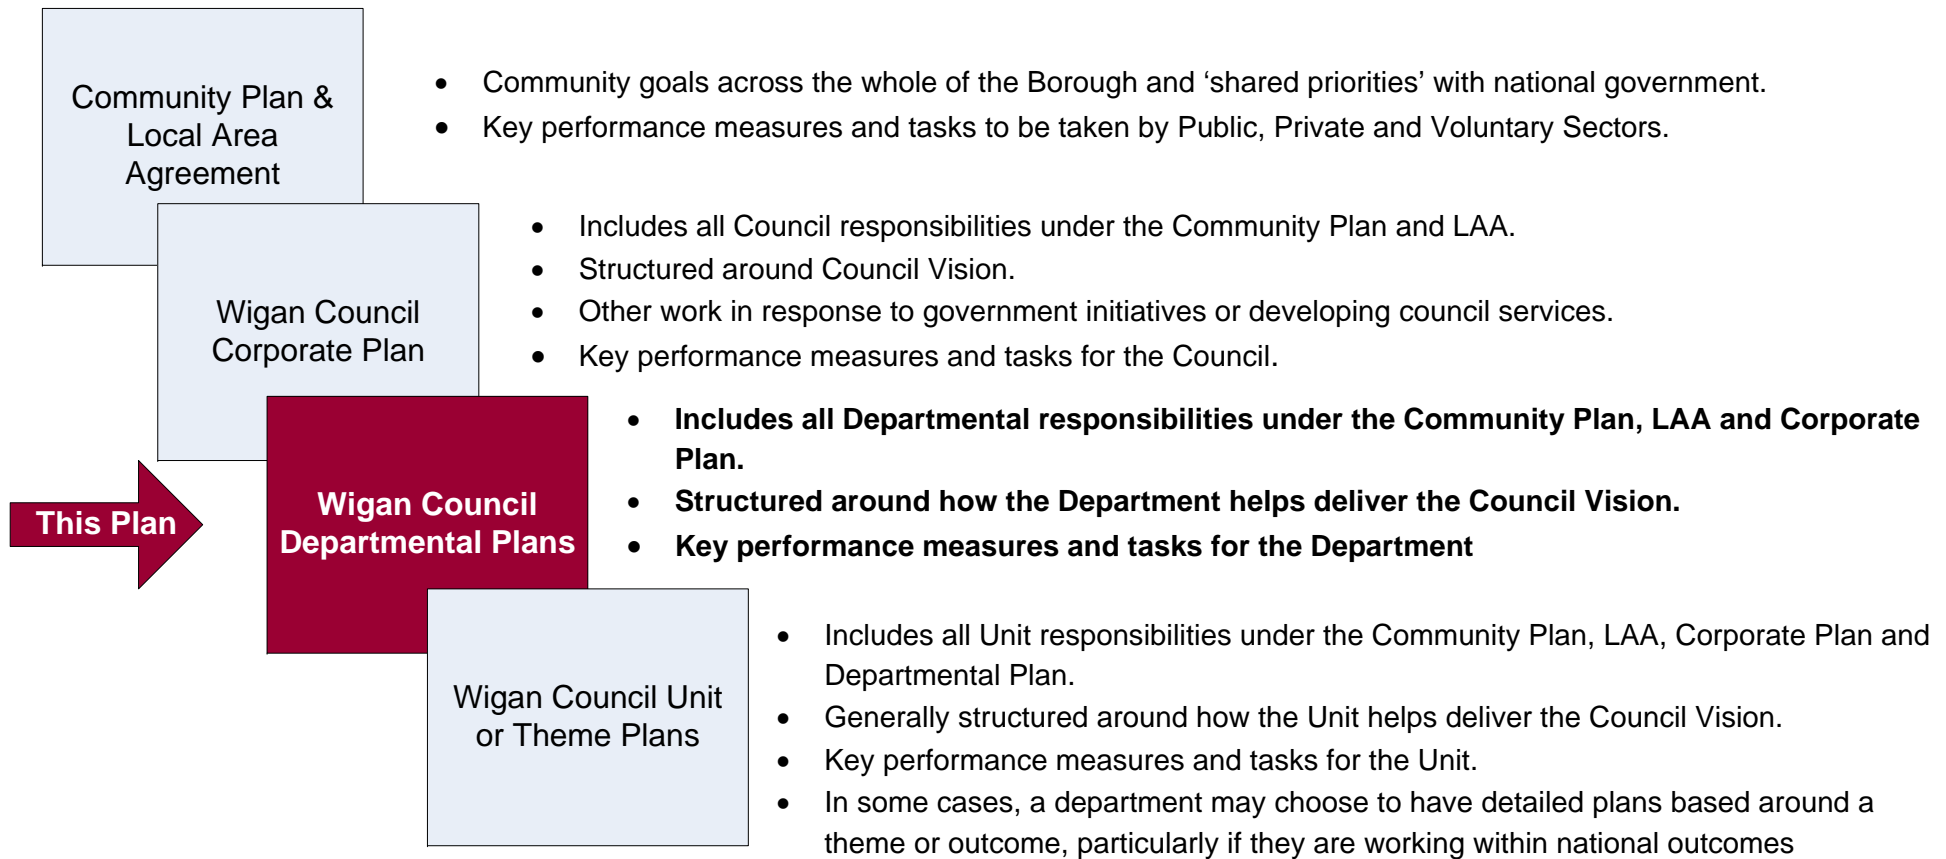 Community Plan &
Local Area
Agreement
• Community goals across the whole of the Borough and ‘shared priorities’ with national government.
• Key performance measures and tasks to be taken by Public, Private and Voluntary Sectors.
Wigan Council
Corporate Plan
• Includes all Council responsibilities under the Community Plan and LAA.
• Structured around Council Vision.
• Other work in response to government initiatives or developing council services.
• Key performance measures and tasks for the Council.
This Plan
Wigan Council
Departmental Plans
• Includes all Departmental responsibilities under the Community Plan, LAA and Corporate
Plan.
• Structured around how the Department helps deliver the Council Vision.
• Key performance measures and tasks for the Department
Wigan Council Unit
or Theme Plans
• Includes all Unit responsibilities under the Community Plan, LAA, Corporate Plan and
Departmental Plan.
• Generally structured around how the Unit helps deliver the Council Vision.
• Key performance measures and tasks for the Unit.
• In some cases, a department may choose to have detailed plans based around a
theme or outcome, particularly if they are working within national outcomes